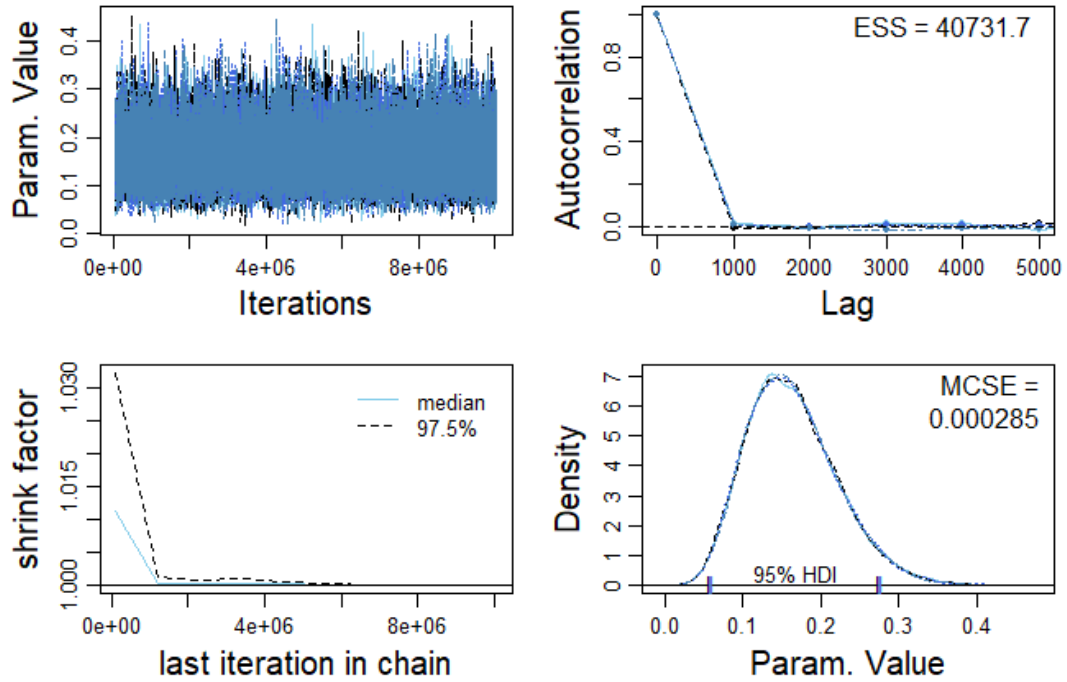 Param. Value
0.0 0.1 0.2 0.3 0.4
0e+00 4e+06 8e+06
Iterations
ESS = 40731.7
Autocorrelation
0.0 0.4 0.8
0 1000 2000 3000 4000 5000
Lag
shrink factor
1.000 1.015 1.030
median
97.5%
0e+00 4e+06 8e+06
last iteration in chain
MCSE =
0.000285
Density
0 1 2 3 4 5 6 7
95% HDI
0.0 0.1 0.2 0.3 0.4
Param. Value